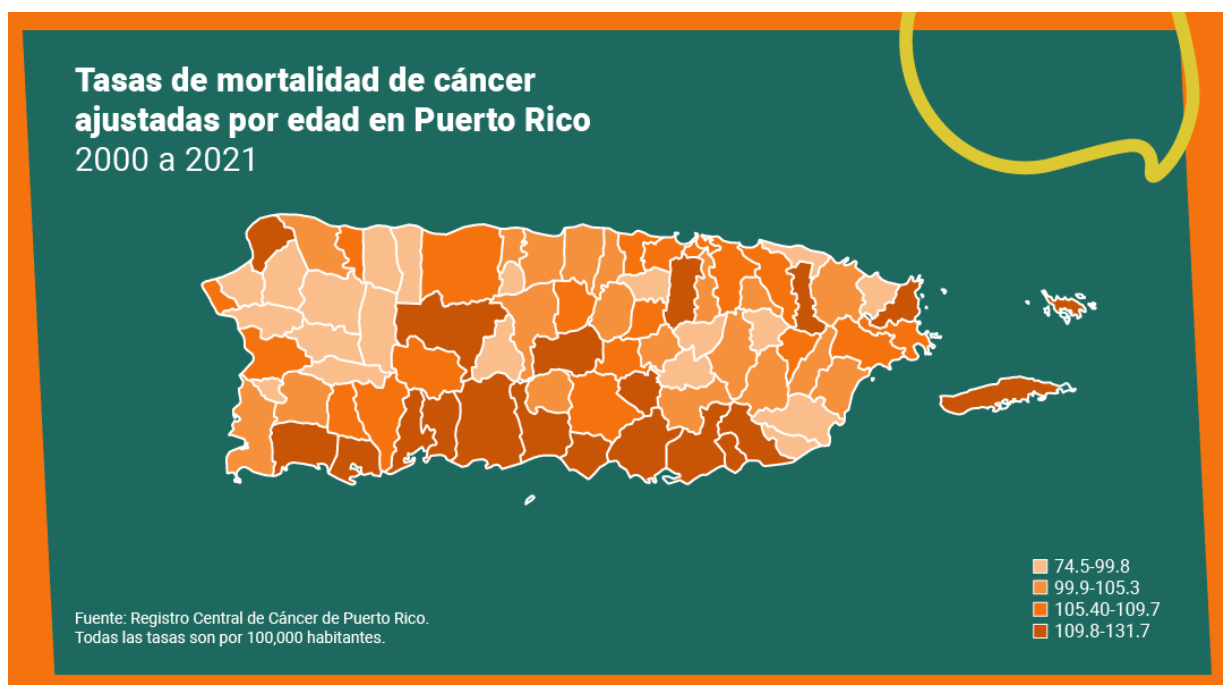 Tasas de mortalidad de cáncer
ajustadas por edad en Puerto Rico
2000 a 2021
74.5-99.8
99.9-105.3
105.40-109.7
109.8-131.7
Fuente: Registro Central de Cáncer de Puerto Rico.
Todas las tasas son por 100,000 habitantes.